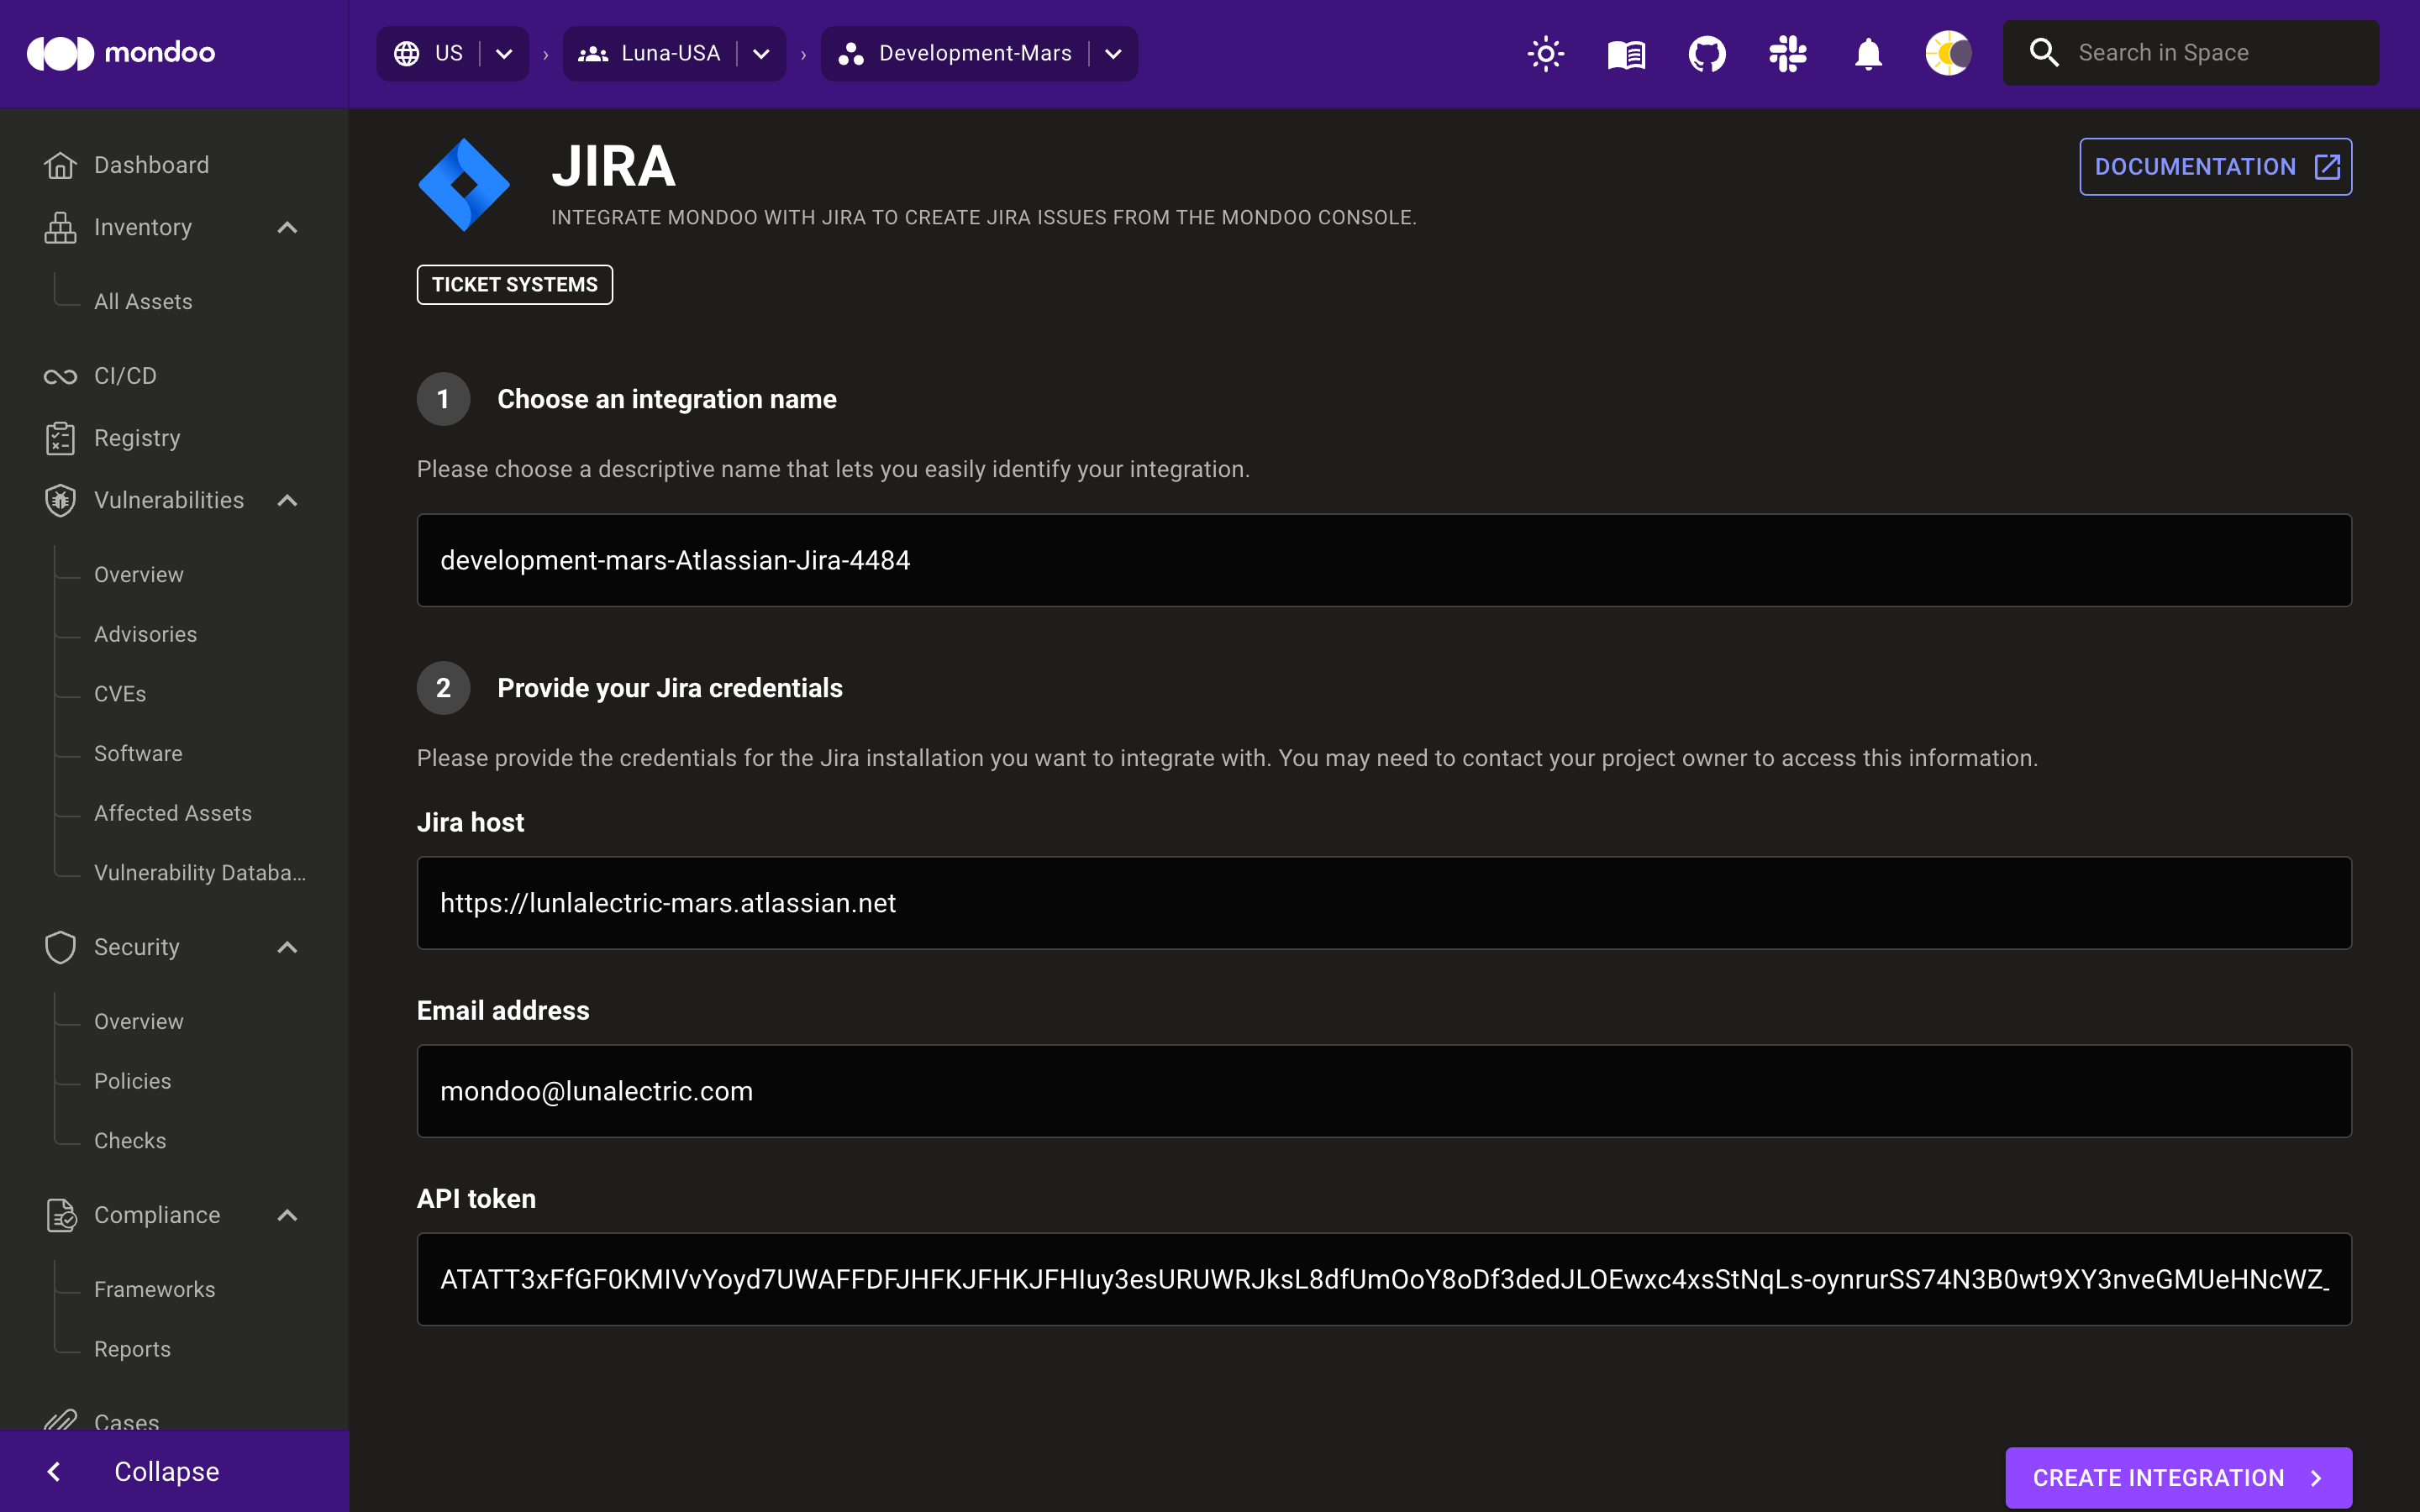 mondoo
US
Luna-USA
Development-Mars
Search in Space
Dashboard
Inventory
All Assets
CI/CD
Registry
Vulnerabilities
Overview
Advisories
CVEs
Software
Affected Assets
Vulnerability Databa...
Security
Overview
Policies
Checks
Compliance
Frameworks
Reports
Cases
Collapse
JIRA
INTEGRATE MONDOO WITH JIRA TO CREATE JIRA ISSUES FROM THE MONDOO CONSOLE.
DOCUMENTATION
TICKET SYSTEMS
1 Choose an integration name
Please choose a descriptive name that lets you easily identify your integration.
development-mars-Atlassian-Jira-4484
2 Provide your Jira credentials
Please provide the credentials for the Jira installation you want to integrate with. You may need to contact your project owner to access this information.
Jira host
https://lunlalectric-mars.atlassian.net
Email address
mondoo@lunalectric.com
API token
ATATT3xFfGF0KMIVvYoyd7UWAFFDFJHFKJFHKJFHIuy3esURUWRJksL8dfUmOoY8oDf3dedJLOEwxc4xsStNqLs-oynrurSS74N3B0wt9XY3nveGMUeHNcWZ_
CREATE INTEGRATION